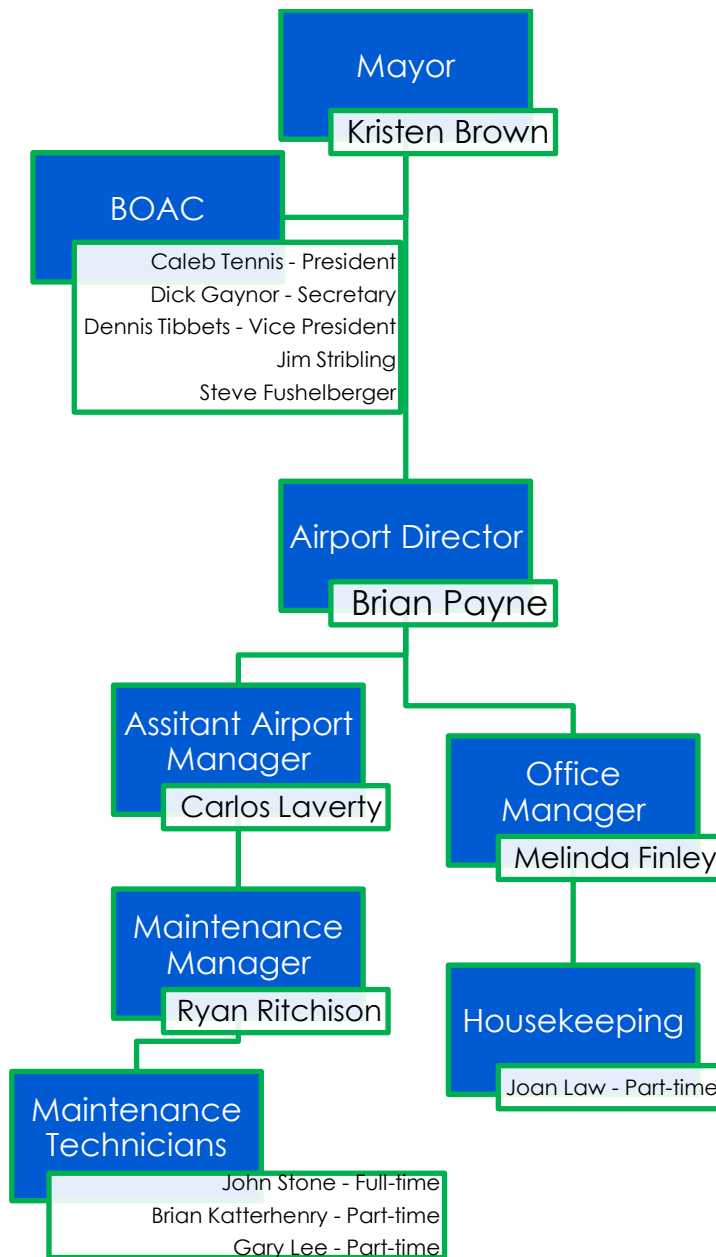 Mayor
Kristen Brown
BOAC
Caleb Tennis - President
Dick Gaynor - Secretary
Dennis Tibbets - Vice President
Jim Stribling
Steve Fushelberger
Airport Director
Brian Payne
Assitant Airport
Manager
Carlos Laverty
Office
Manager
Melinda Finley
Maintenance
Manager
Ryan Ritchison
Housekeeping
Joan Law - Part-time
Maintenance
Technicians
John Stone - Full-time
Brian Katterhenry - Part-time
Gary Lee - Part-time